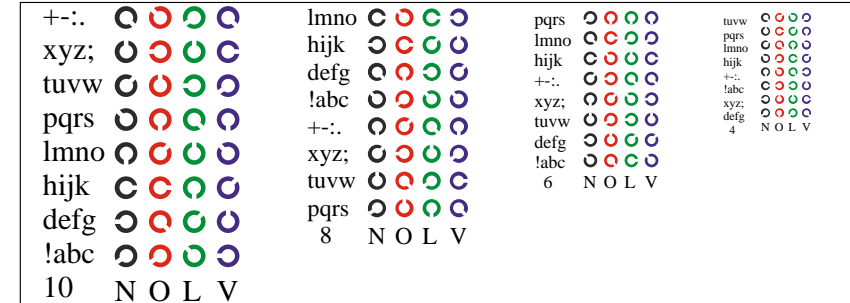 +-:.
xyz;
tuvw
pqrs
lmno
hijk
defg
!abc
10 N O L V
lmno
hijk
defg
!abc
+-:.
xyz;
tuvw
pqrs
8 N O L V
pqrs
lmno
hijk
+-:.
xyz;
tuvw
defg
!abc
6 N O L V
tuvw
pqrs
lmno
hijk
+-:.
!abc
xyz;
defg
4 N O L V